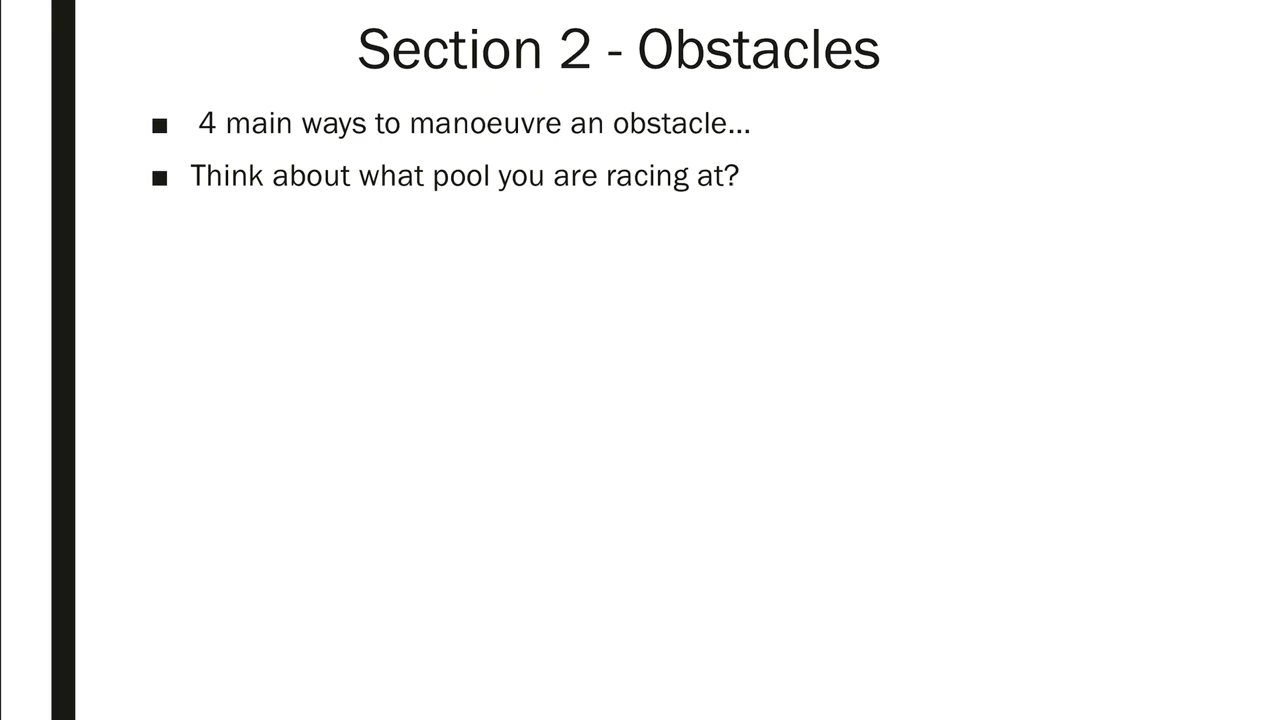 Section 2 - Obstacles
■ 4 main ways to manoeuvre an obstacle...
■ Think about what pool you are racing at?